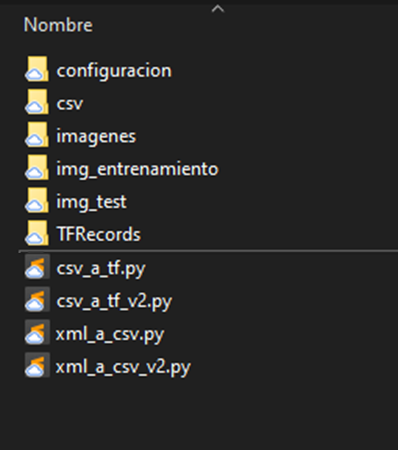 Nombre
configuracion
csv
imagenes
img_entrenamiento
img_test
TFRecords
csv_a_tf.py
csv_a_tf_v2.py
xml_a_csv.py
xml_a_csv_v2.py